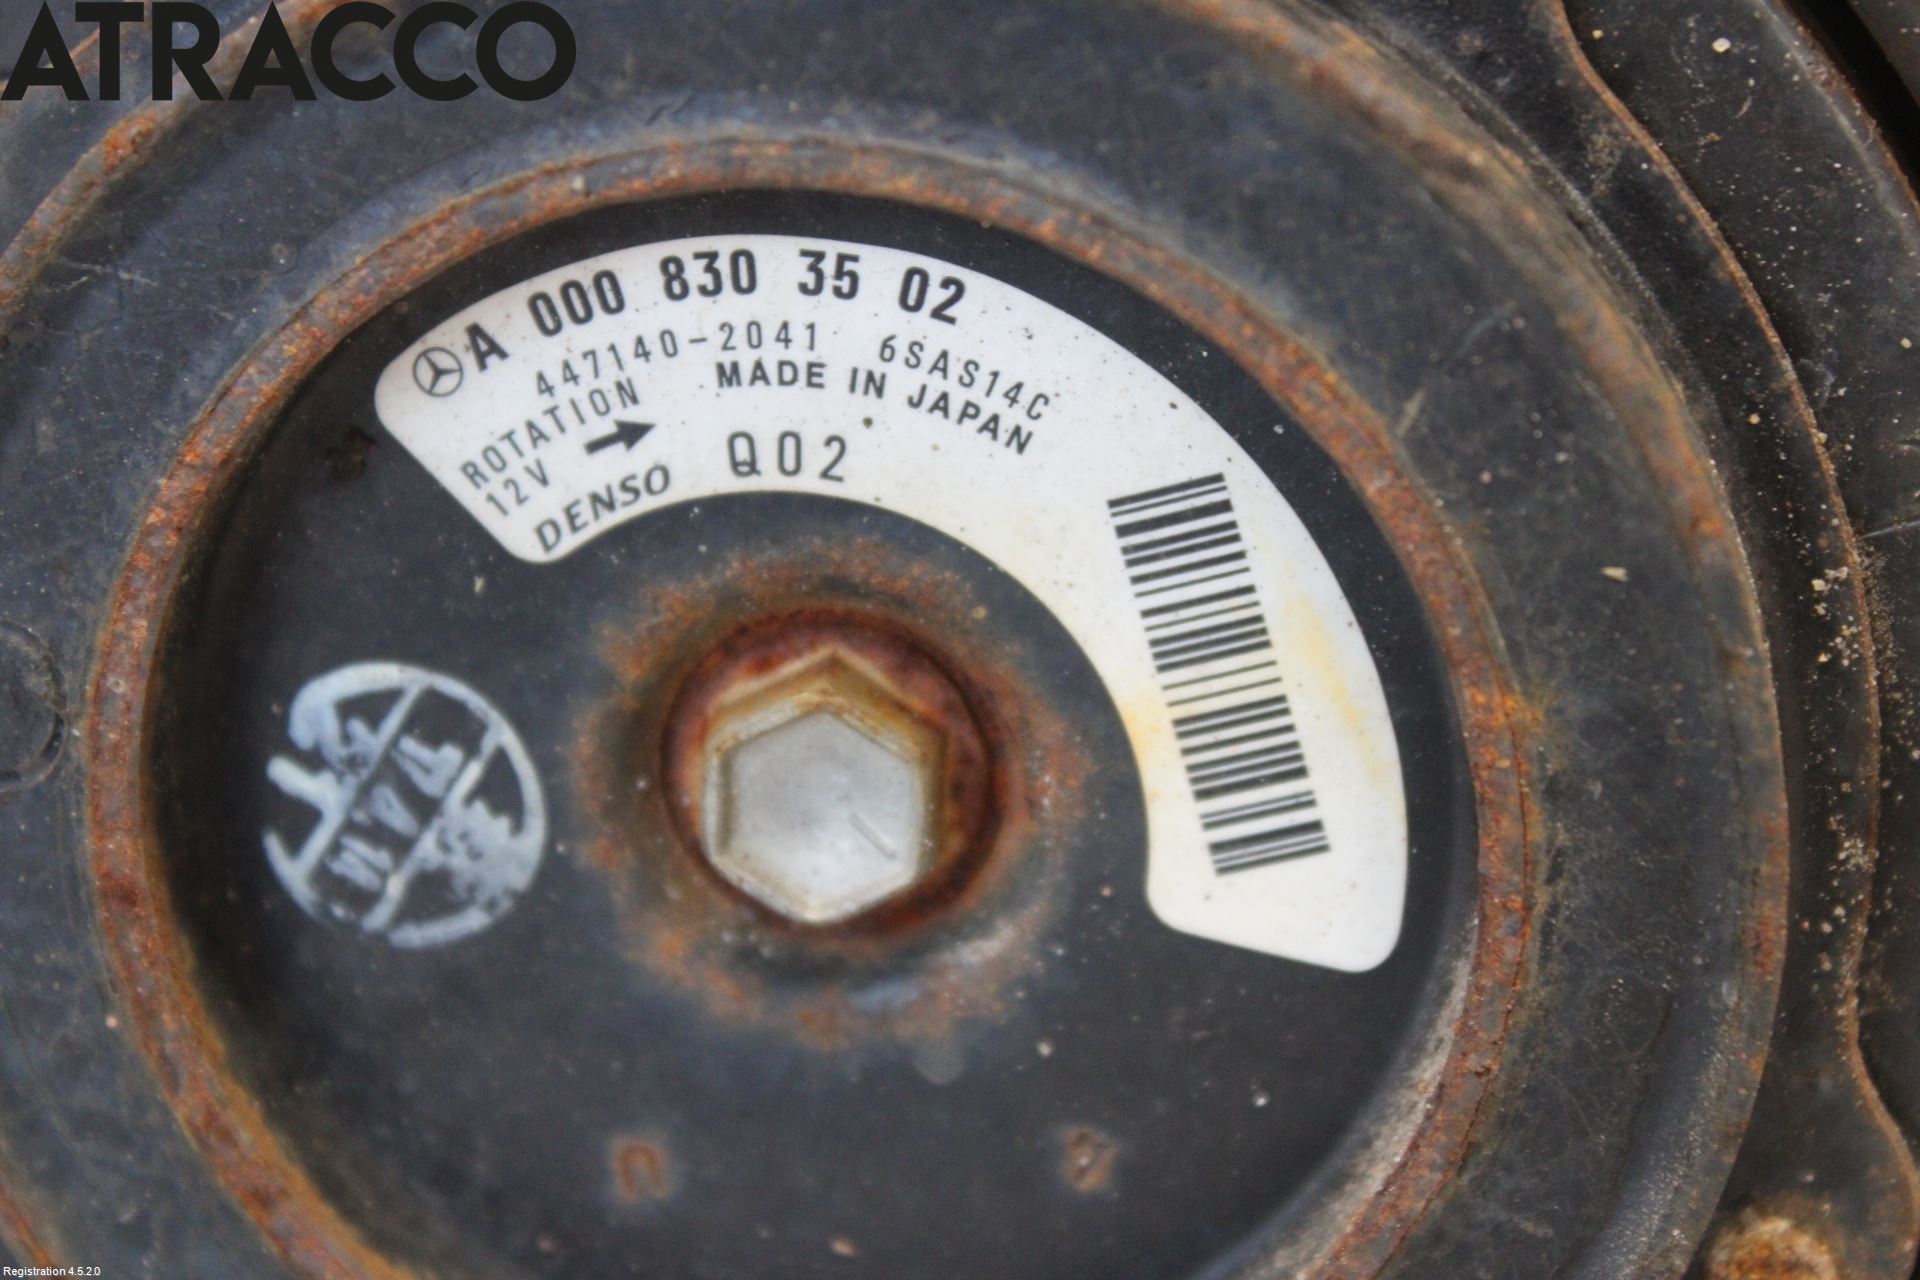 ATRACCO
A 000 830 35 02
447140-2041 6SAS14C
ROTATION MADE IN JAPAN
12V
DENSO Q02
Registration 4.5.2.0